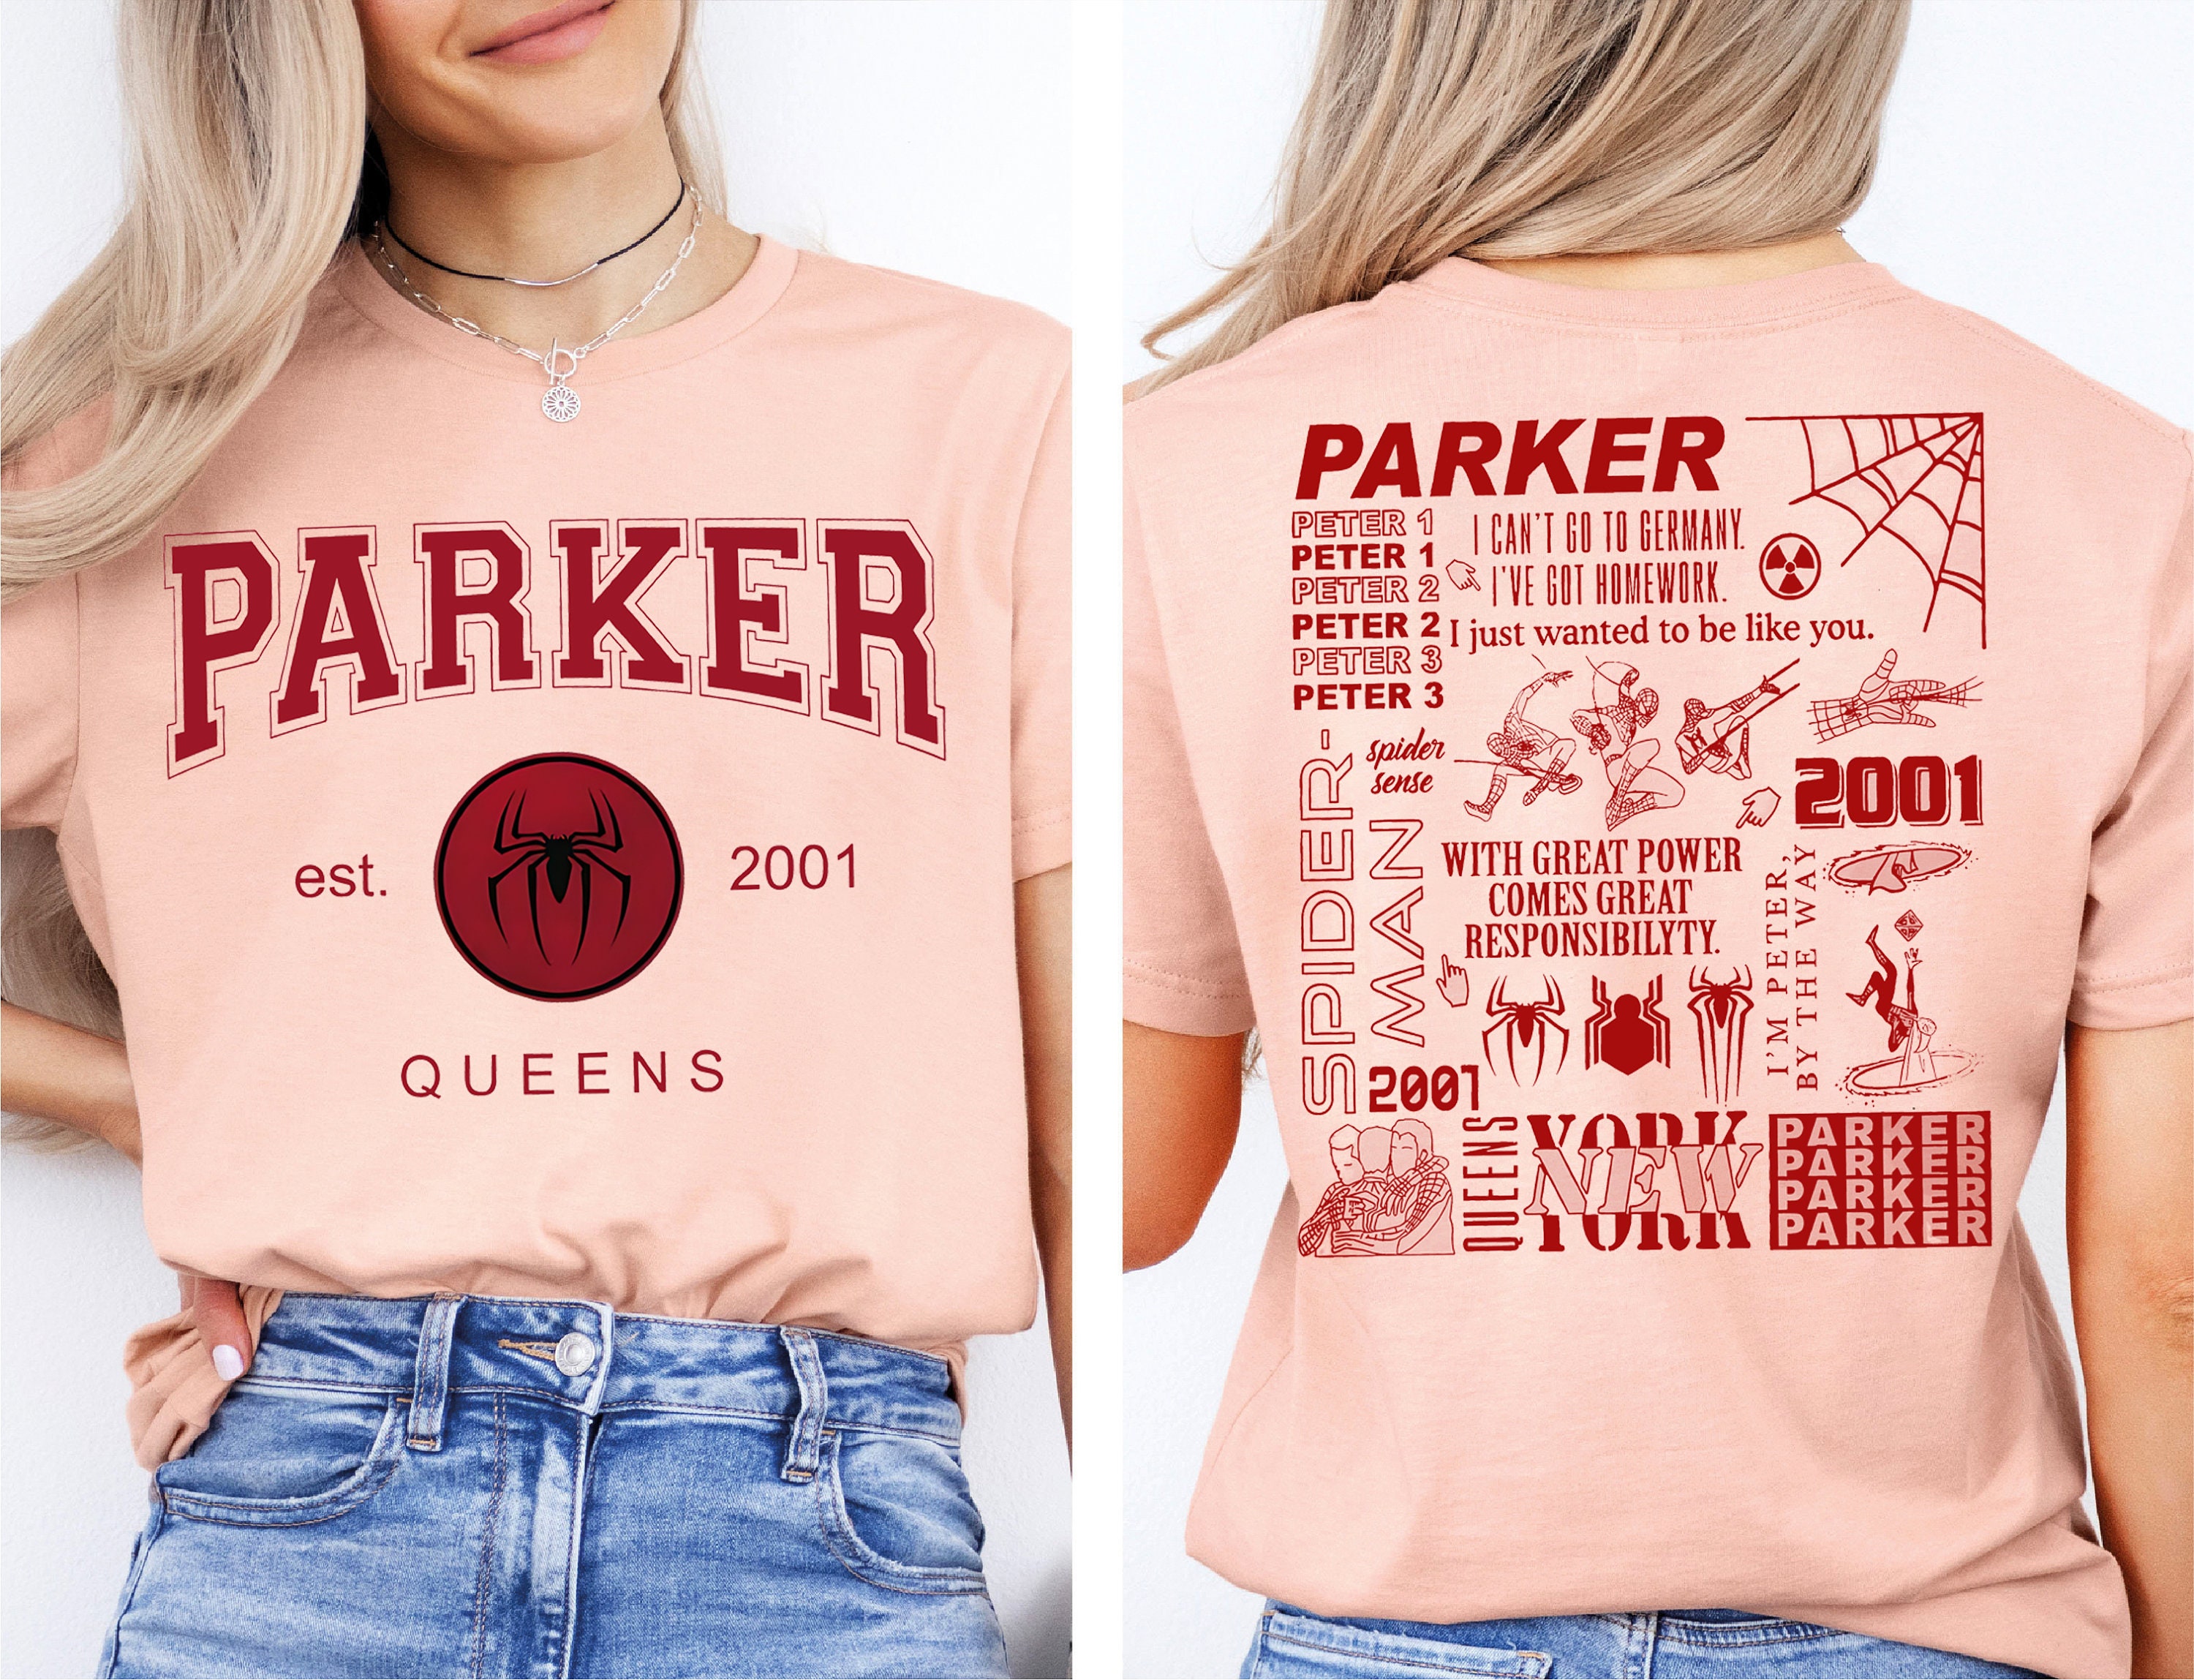 PARKER
est. 2001
QUEENS
PARKER
PETER 1
PETER 1
PETER 2
PETER 2
PETER 3
PETER 3
I CAN'T GO TO GERMANY.
I'VE GOT HOMEWORK.
I just wanted to be like you.
spider
sense
SPIDER-
MAN
2001
WITH GREAT POWER
COMES GREAT
RESPONSIBILYTY.
I'M PETER,
BY THE WAY
2001
QUEENS
YORK
NEW
YORK
PARKER
PARKER
PARKER
PARKER